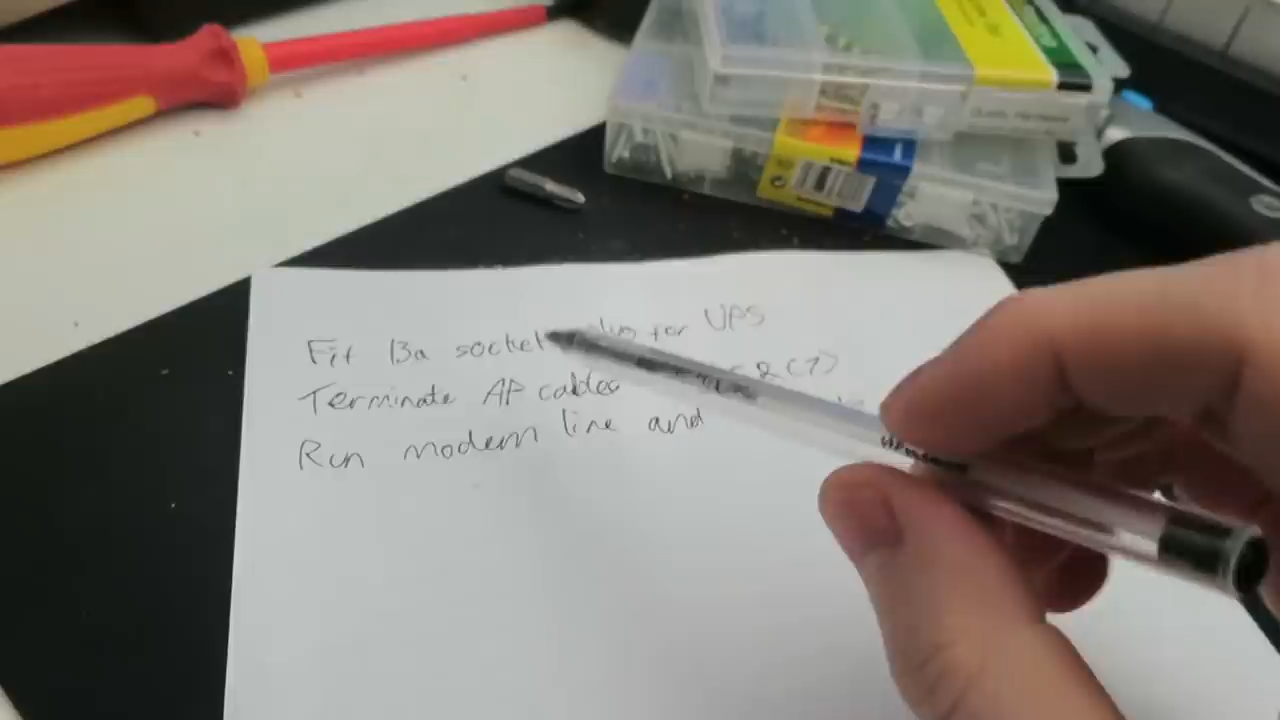 Fit 13a socket for UPS
Terminate AP cables
Run modem line and